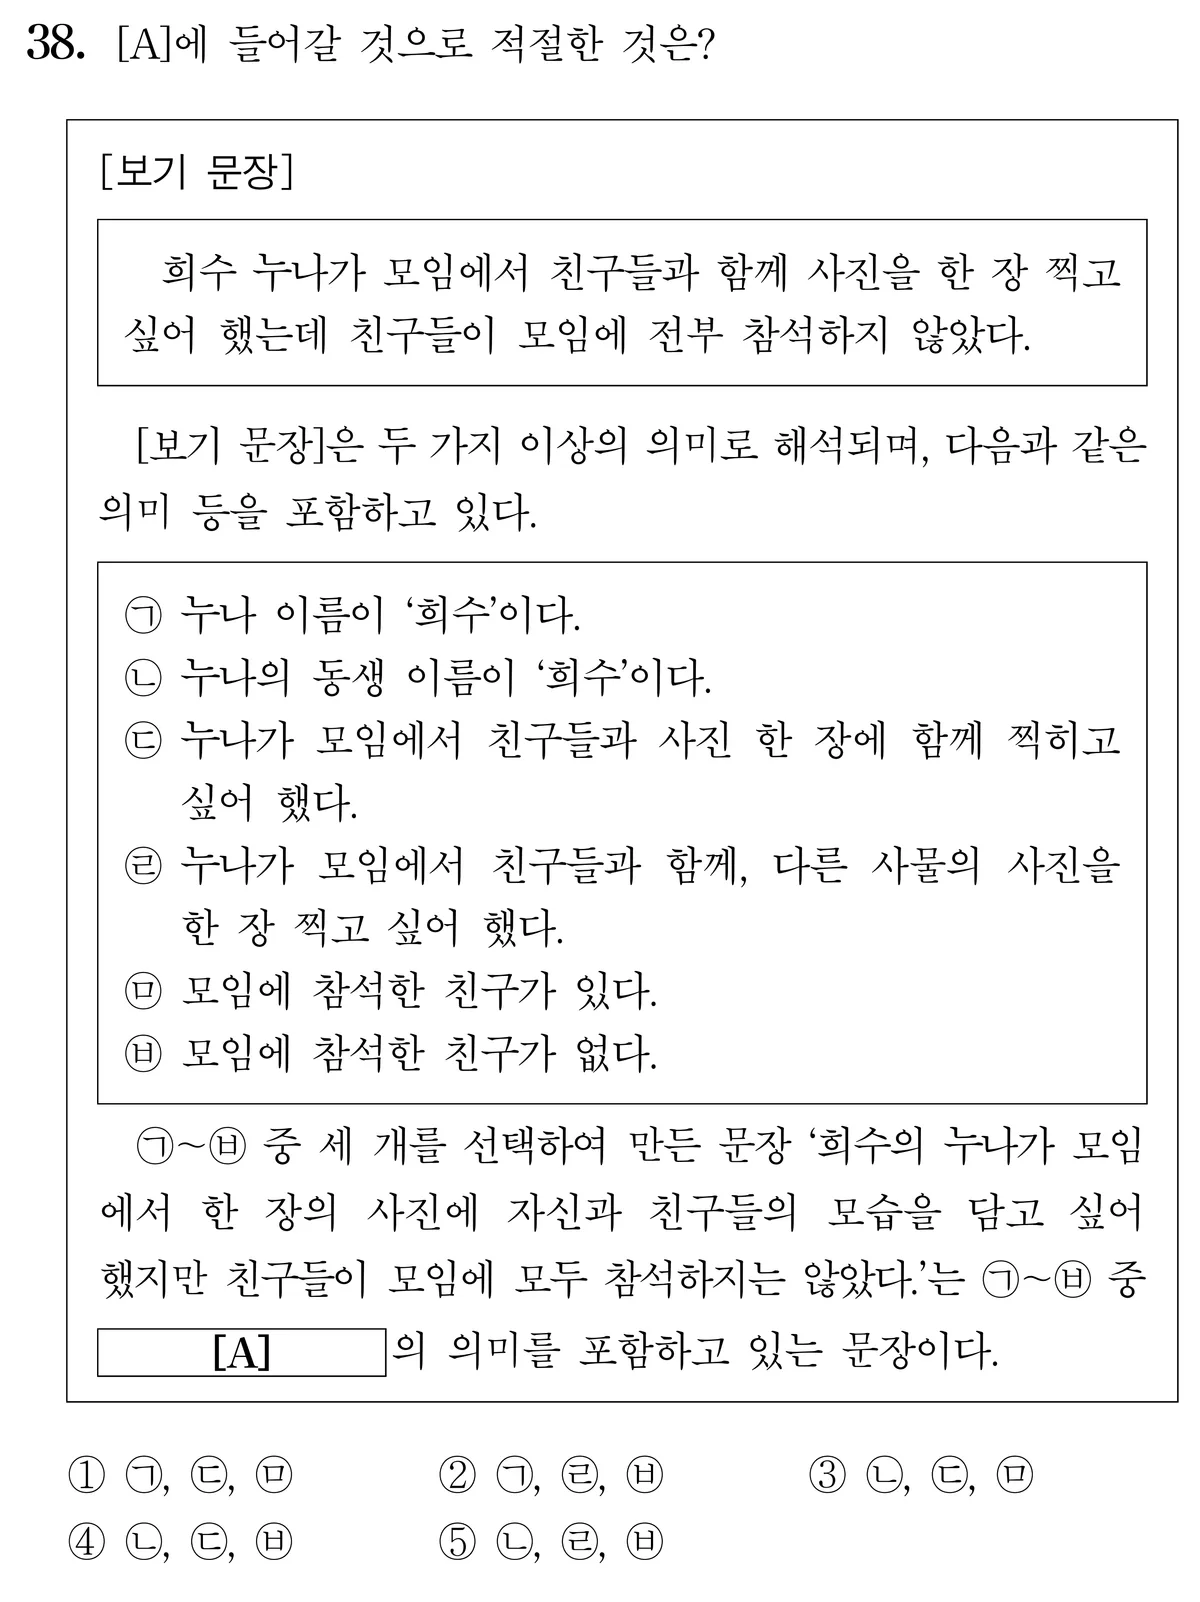 38. [A]에 들어갈 것으로 적절한 것은?
[보기 문장]
희수 누나가 모임에서 친구들과 함께 사진을 한 장 찍고
싶어 했는데 친구들이 모임에 전부 참석하지 않았다.
[보기 문장]은 두 가지 이상의 의미로 해석되며, 다음과 같은
의미 등을 포함하고 있다.
㉠ 누나 이름이 ‘희수’이다.
㉡ 누나의 동생 이름이 ‘희수’이다.
㉢ 누나가 모임에서 친구들과 사진 한 장에 함께 찍히고
싶어 했다.
㉣ 누나가 모임에서 친구들과 함께, 다른 사물의 사진을
한 장 찍고 싶어 했다.
㉤ 모임에 참석한 친구가 있다.
㉥ 모임에 참석한 친구가 없다.
㉠~㉥ 중 세 개를 선택하여 만든 문장 ‘희수의 누나가 모임
에서 한 장의 사진에 자신과 친구들의 모습을 담고 싶어
했지만 친구들이 모임에 모두 참석하지는 않았다.’는 ㉠~㉥ 중
[A]의 의미를 포함하고 있는 문장이다.
① ㉠, ㉢, ㉤ ② ㉠, ㉣, ㉥ ③ ㉡, ㉢, ㉤
④ ㉡, ㉢, ㉥ ⑤ ㉡, ㉣, ㉥